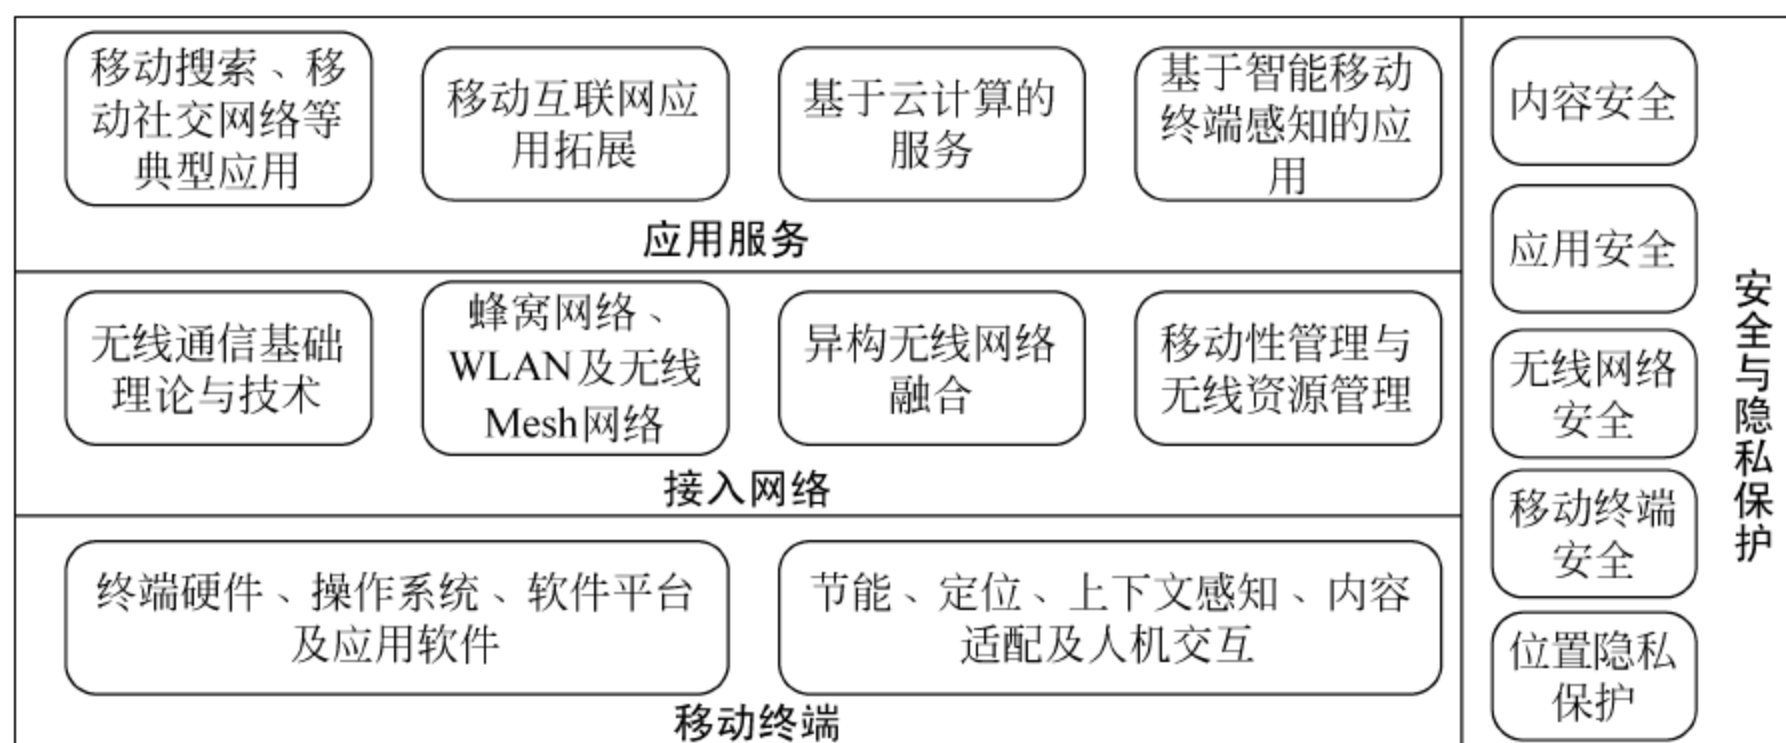 移动搜索、移
动社交网络等
典型应用
移动互联网应
用拓展
基于云计算的
服务
基于智能移动
终端感知的应
用
应用服务
无线通信基础
理论与技术
蜂窝网络、
WLAN及无线
Mesh网络
异构无线网络
融合
移动性管理与
无线资源管理
接入网络
终端硬件、操作系统、软件平台
及应用软件
节能、定位、上下文感知、内容
适配及人机交互
移动终端
内容安全
应用安全
无线网络
安全
移动终端
安全
位置隐私
保护
安全与隐私保护